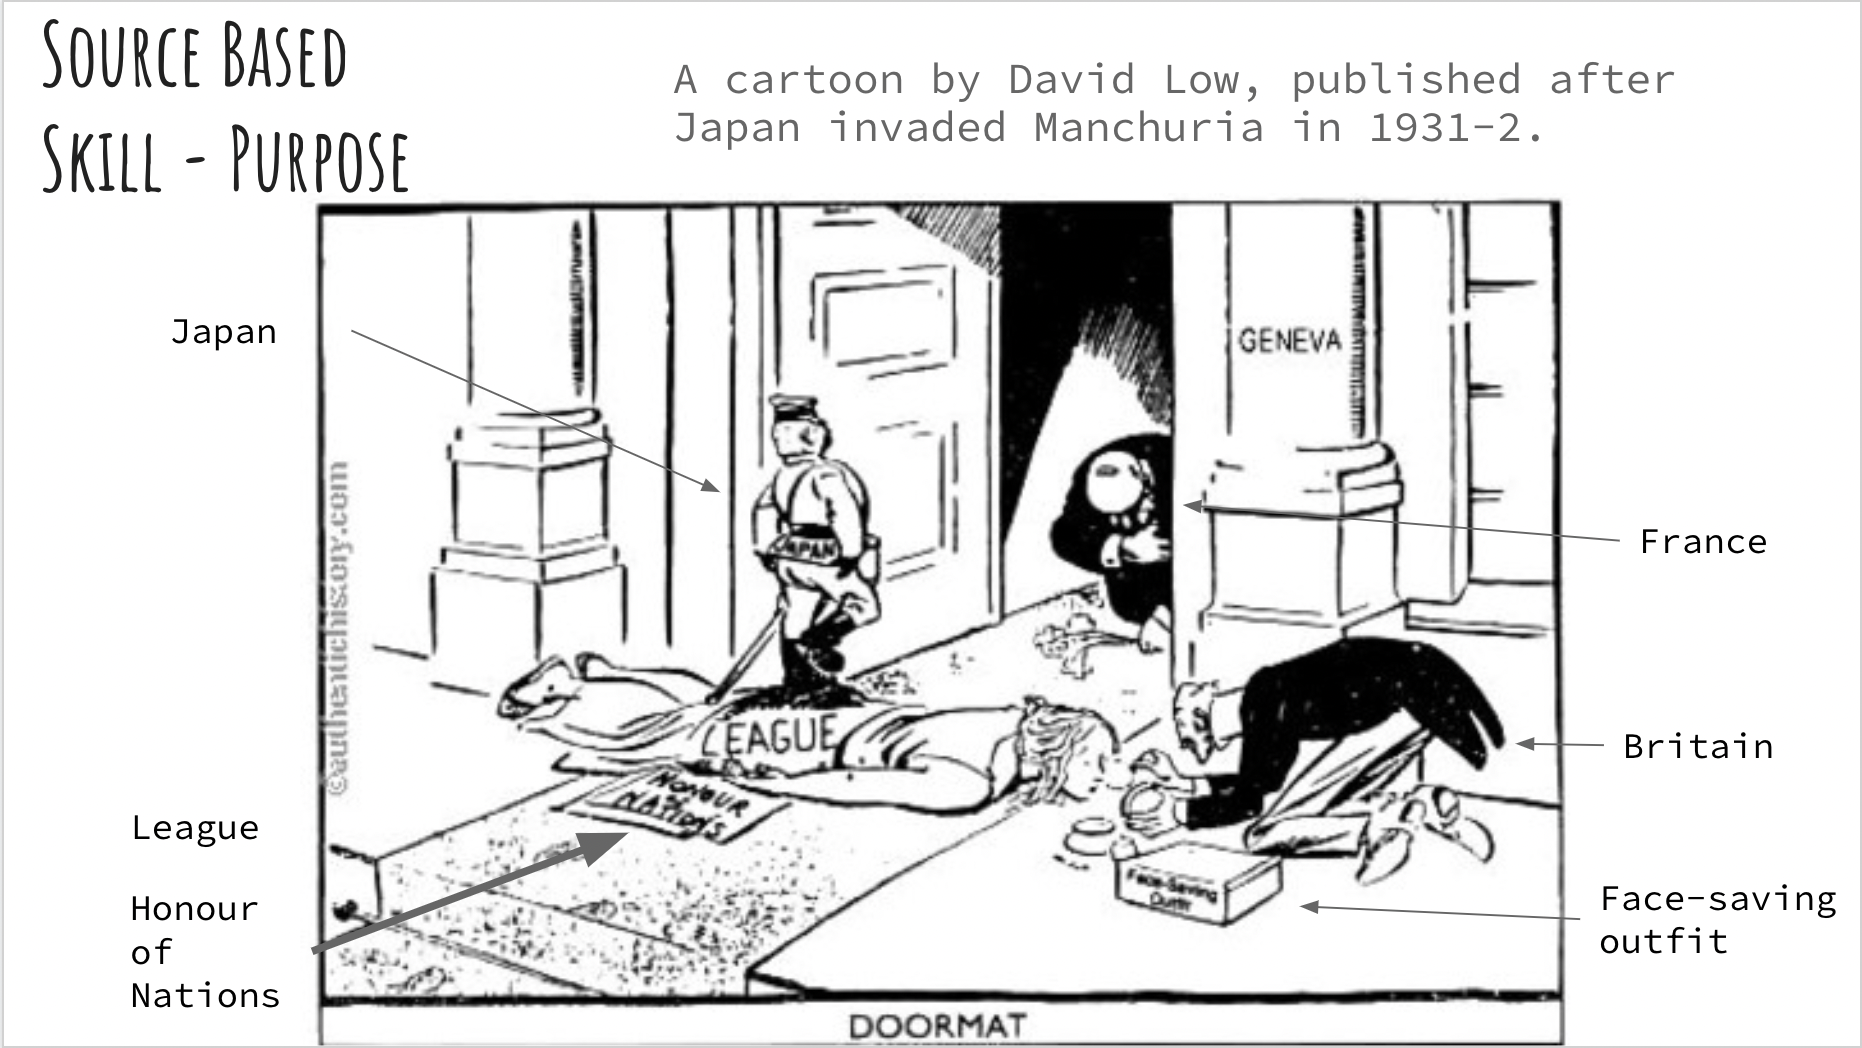 SOURCE BASED
SKILL - PURPOSE
A cartoon by David Low, published after
Japan invaded Manchuria in 1931-2.
Japan
GENEVA
JAPAN
France
©authentichistory.com
LEAGUE
Britain
HONOUR
OF
NATIONS
League
Face-Saving
Outfit
Honour
of
Nations
Face-saving
outfit
DOORMAT